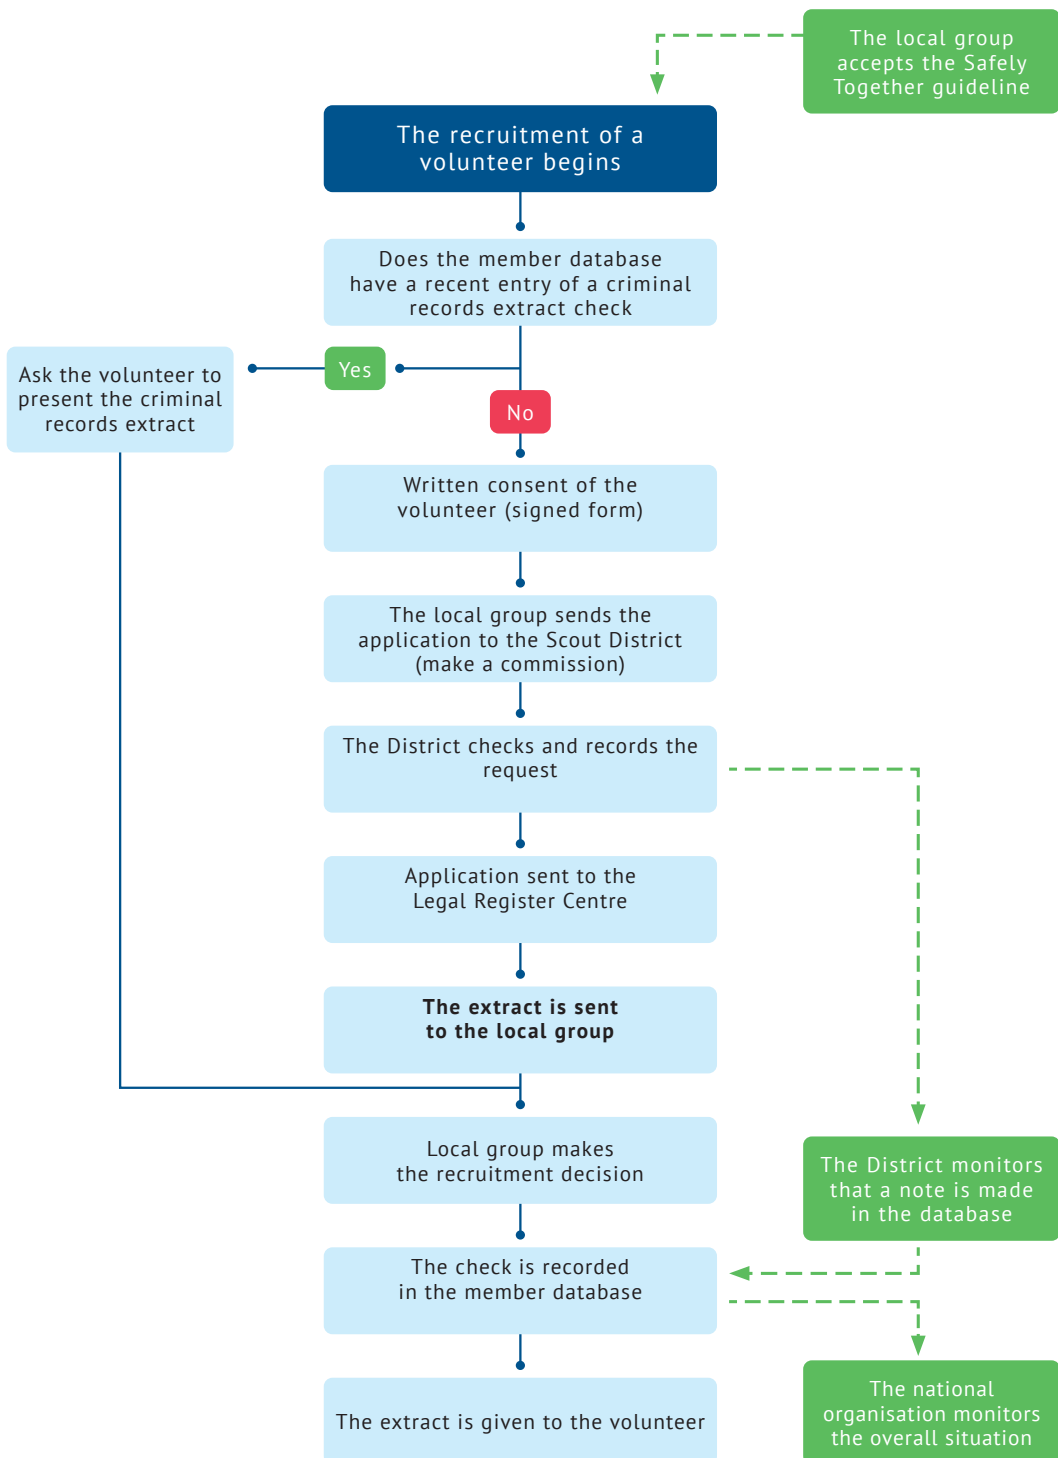 The local group
accepts the Safely
Together guideline
The recruitment of a
volunteer begins
Does the member database
have a recent entry of a criminal
records extract check
Yes
Ask the volunteer to
present the criminal
records extract
No
Written consent of the
volunteer (signed form)
The local group sends the
application to the Scout District
(make a commission)
The District checks and records the
request
Application sent to the
Legal Register Centre
The extract is sent
to the local group
Local group makes
the recruitment decision
The District monitors
that a note is made
in the database
The check is recorded
in the member database
The extract is given to the volunteer
The national
organisation monitors
the overall situation